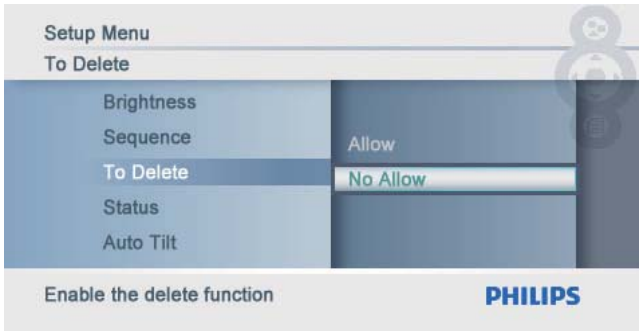 Setup Menu
To Delete
Brightness
Sequence
To Delete
Status
Auto Tilt
Allow
No Allow
Enable the delete function
PHILIPS